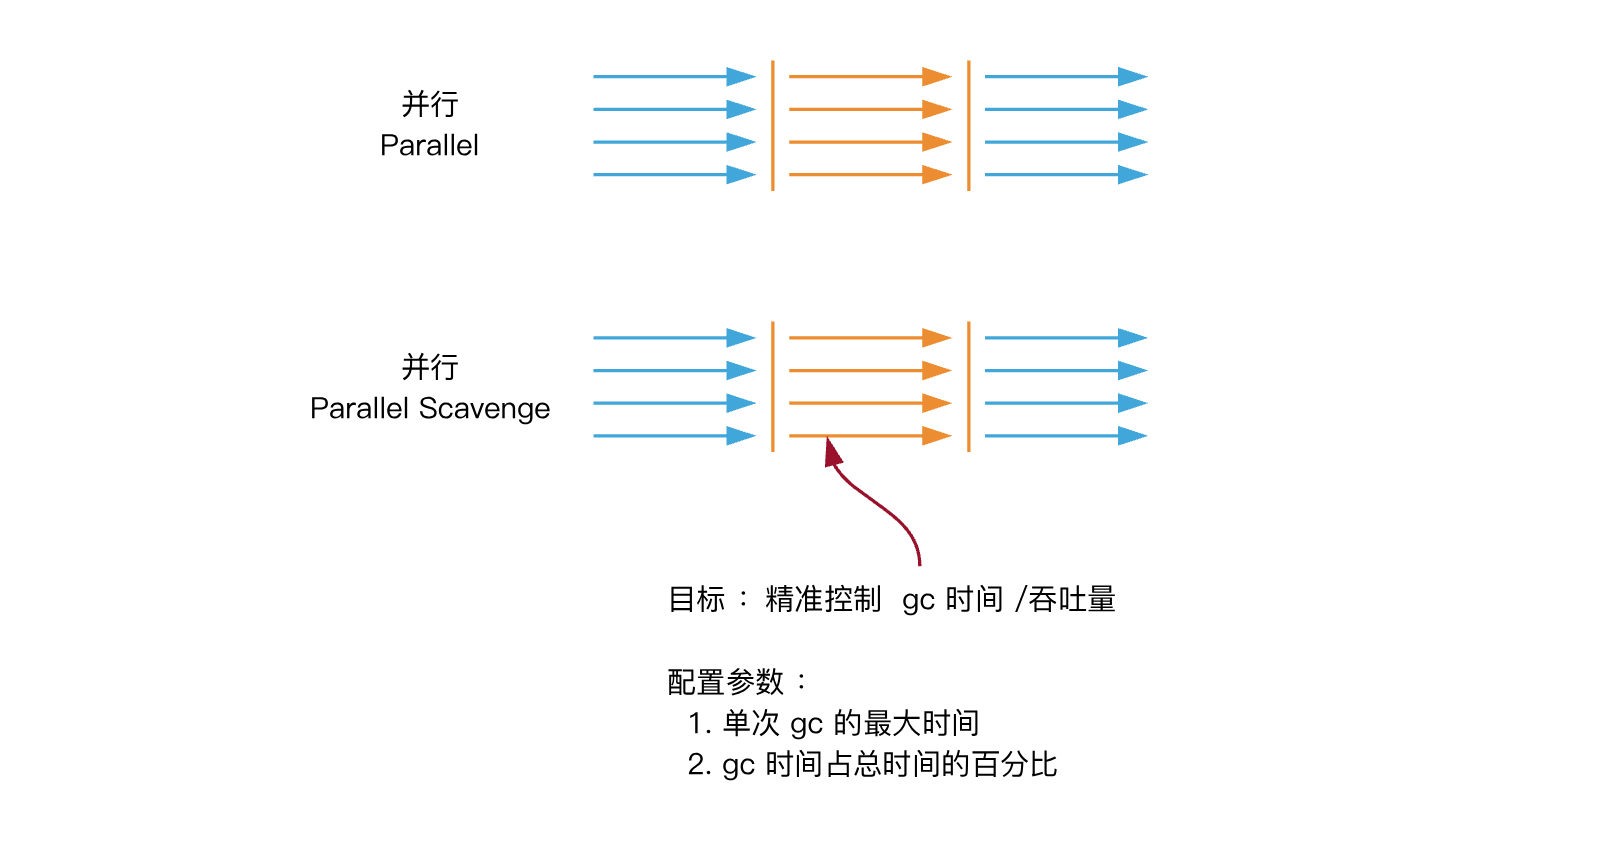 并行
Parallel
并行
Parallel Scavenge
目标：精准控制 gc 时间 /吞吐量
配置参数：
1. 单次 gc 的最大时间
2. gc 时间占总时间的百分比